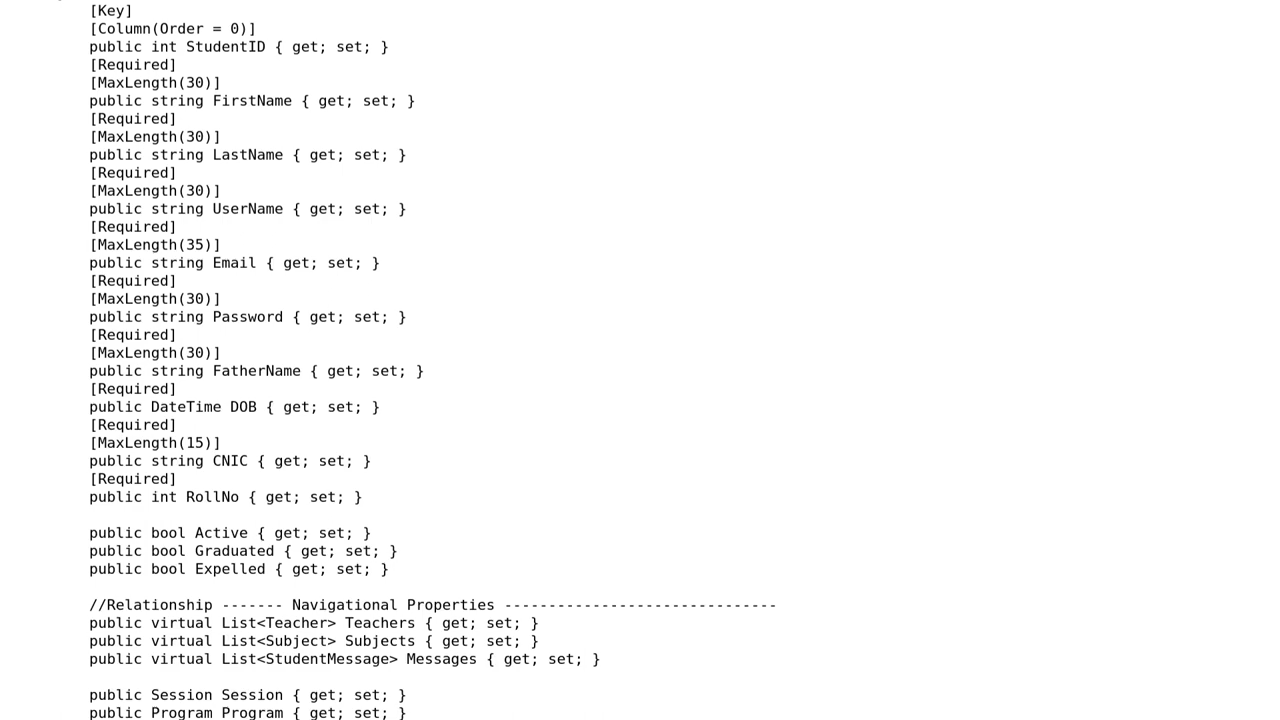 [Key]
[Column(Order = 0)]
public int StudentID { get; set; }
[Required]
[MaxLength(30)]
public string FirstName { get; set; }
[Required]
[MaxLength(30)]
public string LastName { get; set; }
[Required]
[MaxLength(30)]
public string UserName { get; set; }
[Required]
[MaxLength(35)]
public string Email { get; set; }
[Required]
[MaxLength(30)]
public string Password { get; set; }
[Required]
[MaxLength(30)]
public string FatherName { get; set; }
[Required]
public DateTime DOB { get; set; }
[Required]
[MaxLength(15)]
public string CNIC { get; set; }
[Required]
public int RollNo { get; set; }

public bool Active { get; set; }
public bool Graduated { get; set; }
public bool Expelled { get; set; }

//Relationship ------- Navigational Properties -------------------------------
public virtual List<Teacher> Teachers { get; set; }
public virtual List<Subject> Subjects { get; set; }
public virtual List<StudentMessage> Messages { get; set; }

public Session Session { get; set; }
public Program Program { get; set; }